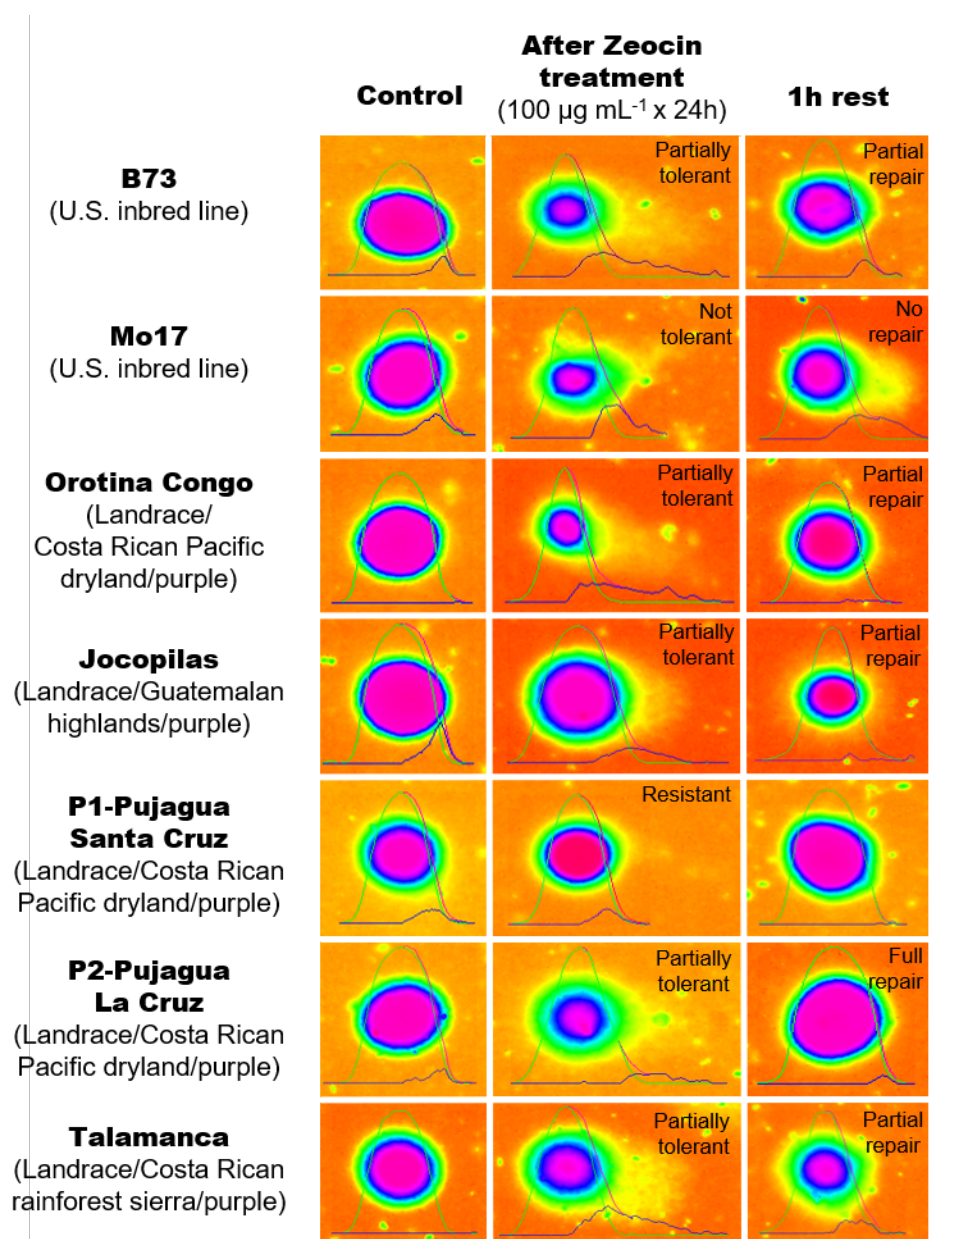 Control
After Zeocin
treatment
(100 µg mL-1 x 24h)
1h rest
B73
(U.S. inbred line)
Partially
tolerant
Partial
repair
Mo17
(U.S. inbred line)
Not
tolerant
No
repair
Orotina Congo
(Landrace/
Costa Rican Pacific
dryland/purple)
Partially
tolerant
Partial
repair
Jocopilas
(Landrace/Guatemalan
highlands/purple)
Partially
tolerant
Partial
repair
P1-Pujagua
Santa Cruz
(Landrace/Costa Rican
Pacific dryland/purple)
Resistant
P2-Pujagua
La Cruz
(Landrace/Costa Rican
Pacific dryland/purple)
Partially
tolerant
Full
repair
Talamanca
(Landrace/Costa Rican
rainforest sierra/purple)
Partially
tolerant
Partial
repair